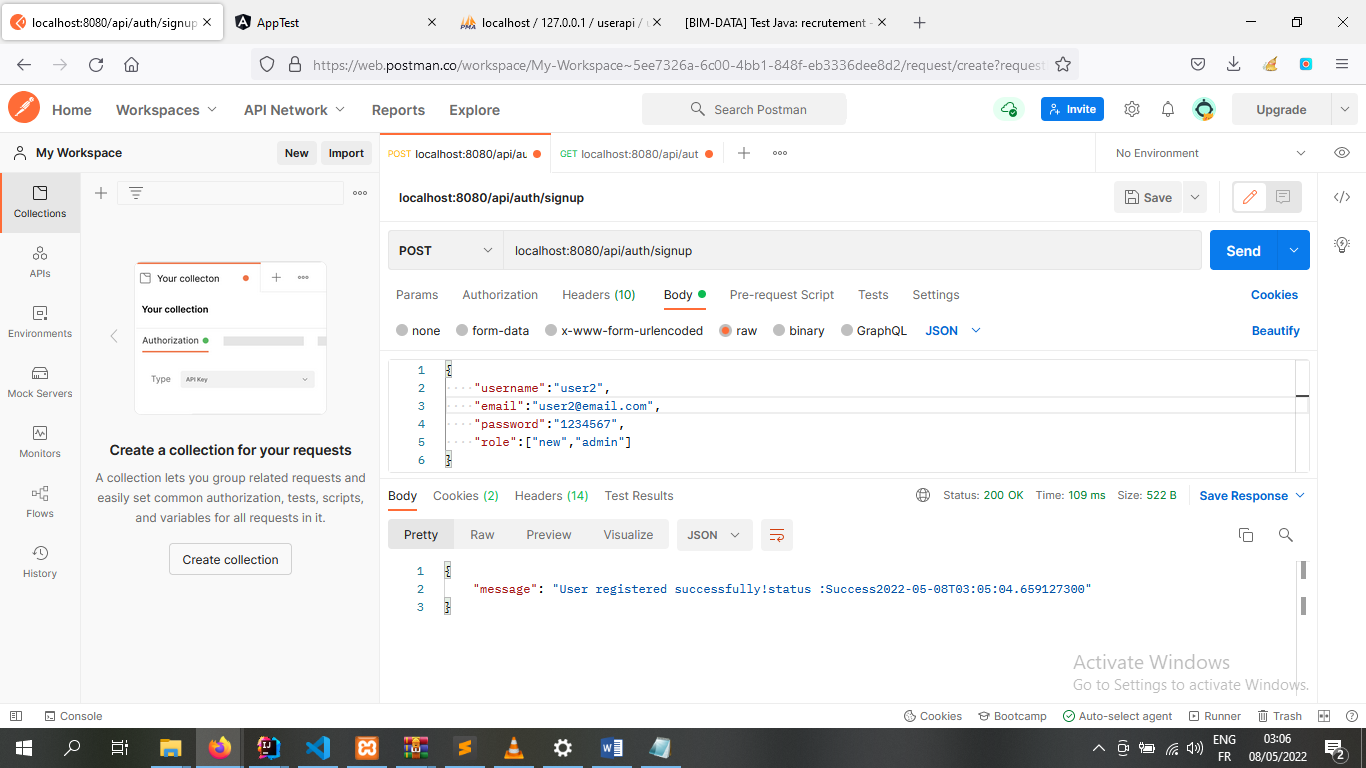 localhost:8080/api/auth/signup
AppTest
localhost / 127.0.0.1 / userapi /
[BIM-DATA] Test Java: recrutement -
https://web.postman.co/workspace/My-Workspace~5ee7326a-6c00-4bb1-848f-eb3336dee8d2/request/create?request
Home Workspaces API Network Reports Explore Search Postman Invite Upgrade
My Workspace New Import
POST localhost:8080/api/au GET localhost:8080/api/aut No Environment
Collections
APIs
Environments
Mock Servers
Monitors
Flows
History
Your collecton
Your collection
Authorization
Type API Key
Create a collection for your requests
A collection lets you group related requests and
easily set common authorization, tests, scripts,
and variables for all requests in it.
Create collection
localhost:8080/api/auth/signup Save
POST localhost:8080/api/auth/signup Send
Params Authorization Headers (10) Body Pre-request Script Tests Settings Cookies
none form-data x-www-form-urlencoded raw binary GraphQL JSON Beautify
1 {
2 "username":"user2",
3 "email":"user2@email.com",
4 "password":"1234567",
5 "role":["new","admin"]
6 }
Body Cookies (2) Headers (14) Test Results Status: 200 OK Time: 109 ms Size: 522 B Save Response
Pretty Raw Preview Visualize JSON
1 {
2 "message": "User registered successfully!status :Success2022-05-08T03:05:04.659127300"
3 }
Activate Windows
Go to Settings to activate Windows.
Console Cookies Bootcamp Auto-select agent Runner Trash
ENG 03:06
FR 08/05/2022 2